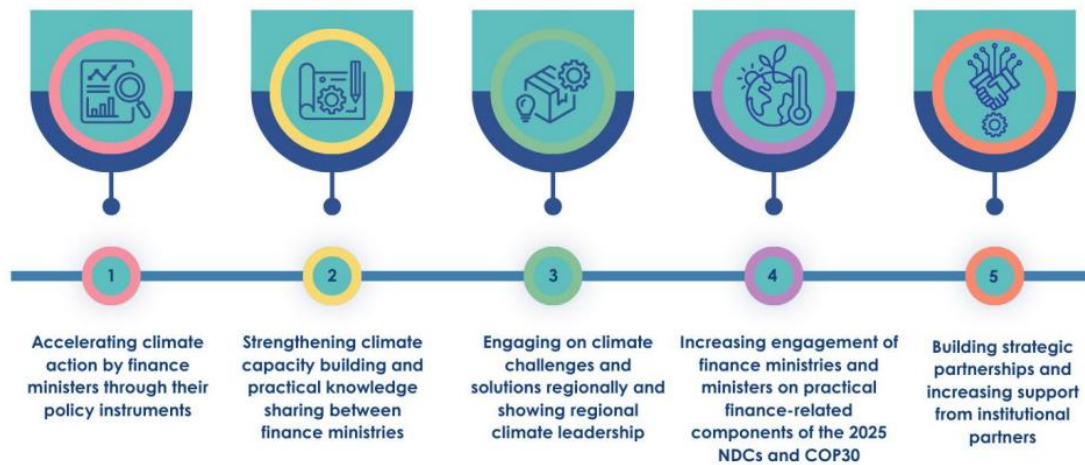 1
Accelerating climate
action by finance
ministers through their
policy instruments
2
Strengthening climate
capacity building and
practical knowledge
sharing between
finance ministries
3
Engaging on climate
challenges and
solutions regionally and
showing regional
climate leadership
4
Increasing engagement of
finance ministries and
ministers on practical
finance-related
components of the 2025
NDCs and COP30
5
Building strategic
partnerships and
increasing support
from institutional
partners